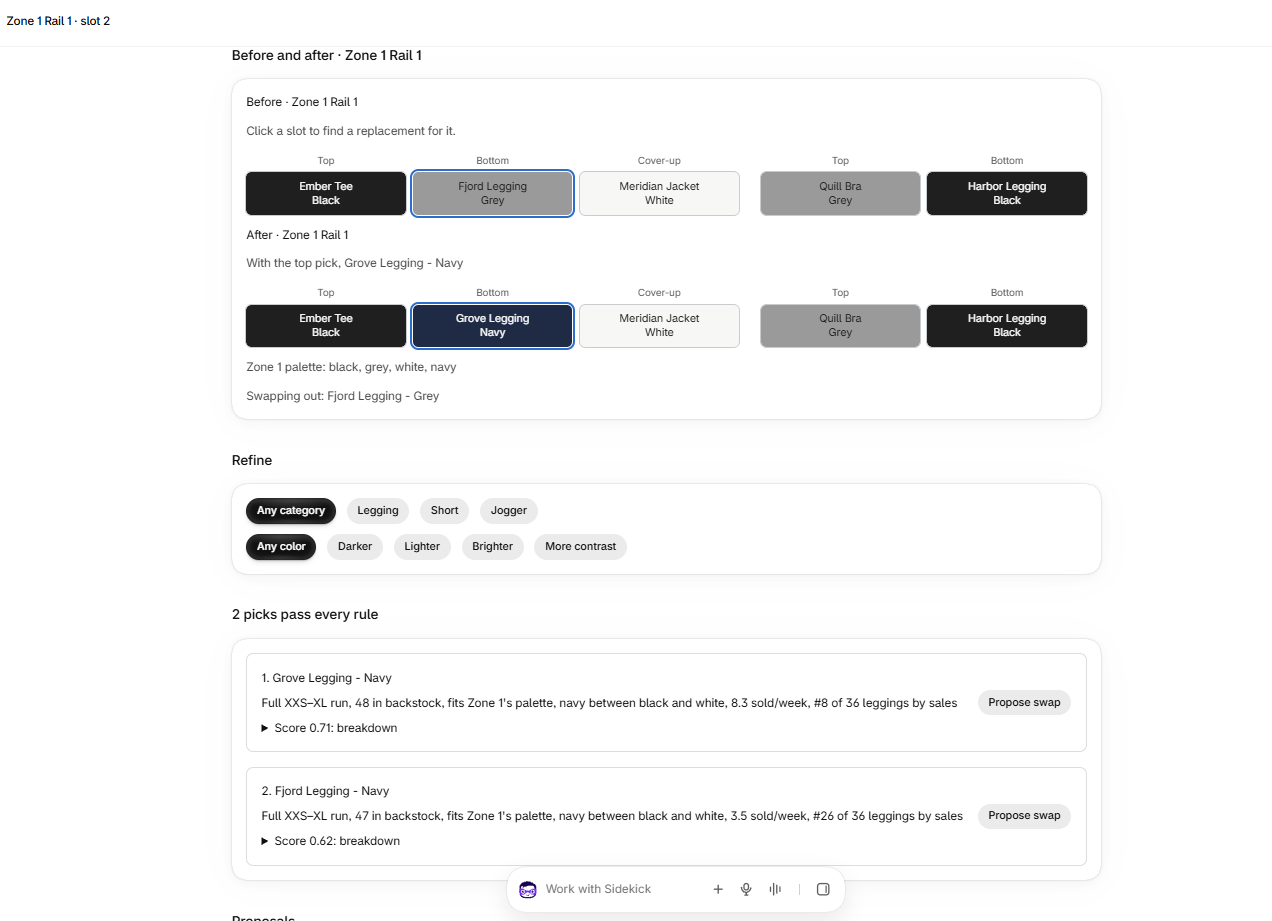 Zone 1 Rail 1 · slot 2
Before and after · Zone 1 Rail 1
Before · Zone 1 Rail 1
Click a slot to find a replacement for it.
Top
Bottom
Cover-up
Top
Bottom
Ember Tee
Black
Fjord Legging
Grey
Meridian Jacket
White
Quill Bra
Grey
Harbor Legging
Black
After · Zone 1 Rail 1
With the top pick, Grove Legging - Navy
Top
Bottom
Cover-up
Top
Bottom
Ember Tee
Black
Grove Legging
Navy
Meridian Jacket
White
Quill Bra
Grey
Harbor Legging
Black
Zone 1 palette: black, grey, white, navy
Swapping out: Fjord Legging - Grey
Refine
Any category
Legging
Short
Jogger
Any color
Darker
Lighter
Brighter
More contrast
2 picks pass every rule
1. Grove Legging - Navy
Full XXS–XL run, 48 in backstock, fits Zone 1's palette, navy between black and white, 8.3 sold/week, #8 of 36 leggings by sales
Propose swap
Score 0.71: breakdown
2. Fjord Legging - Navy
Full XXS–XL run, 47 in backstock, fits Zone 1's palette, navy between black and white, 3.5 sold/week, #26 of 36 leggings by sales
Propose swap
Score 0.62: breakdown
Work with Sidekick
Proposals